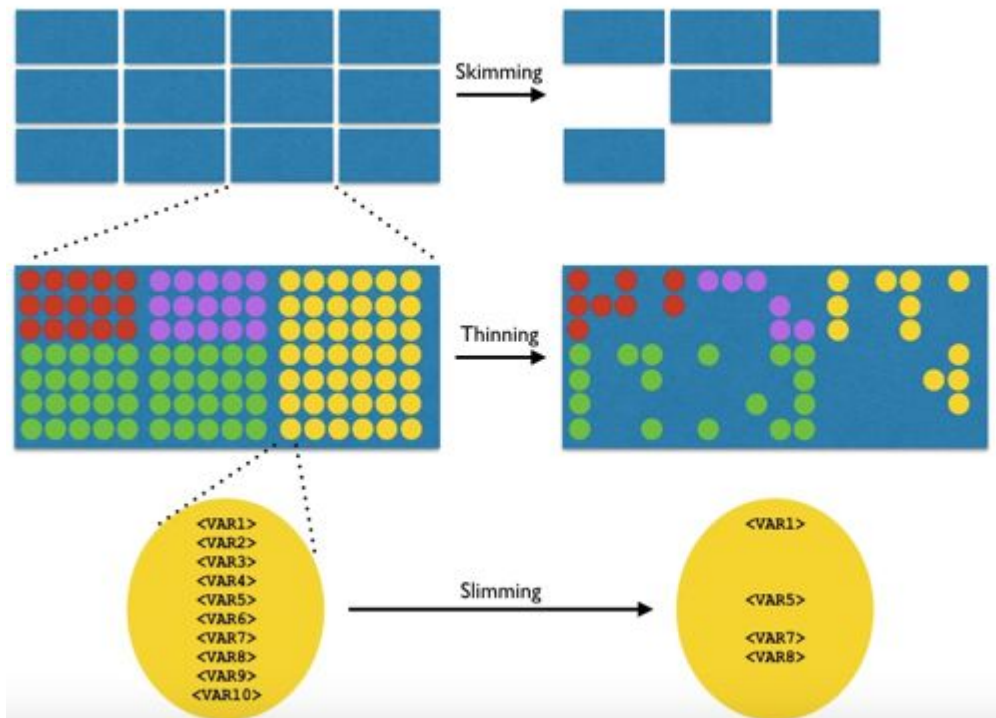 Skimming
Thinning
<VAR1>
<VAR2>
<VAR3>
<VAR4>
<VAR5>
<VAR6>
<VAR7>
<VAR8>
<VAR9>
<VAR10>
Slimming
<VAR1>
<VAR5>
<VAR7>
<VAR8>